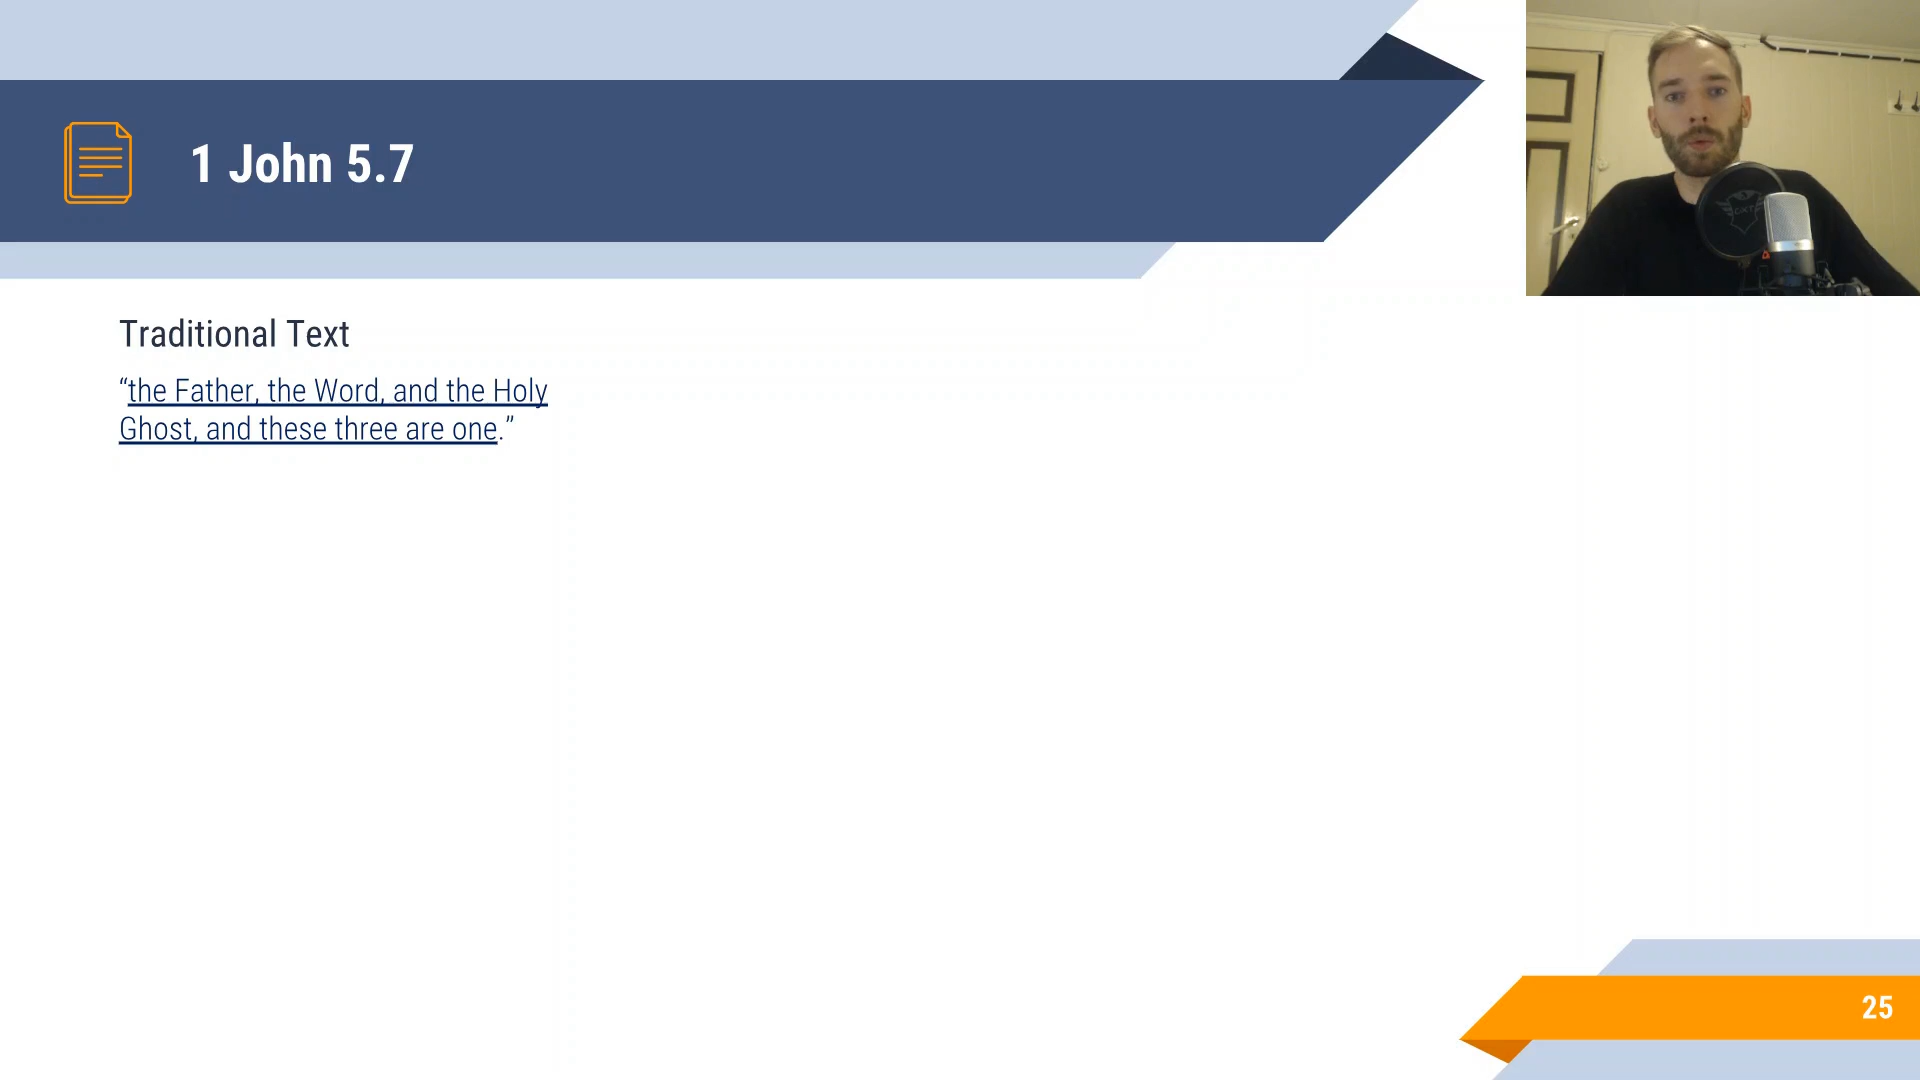 1 John 5.7
Traditional Text
“the Father, the Word, and the Holy
Ghost, and these three are one.”
25